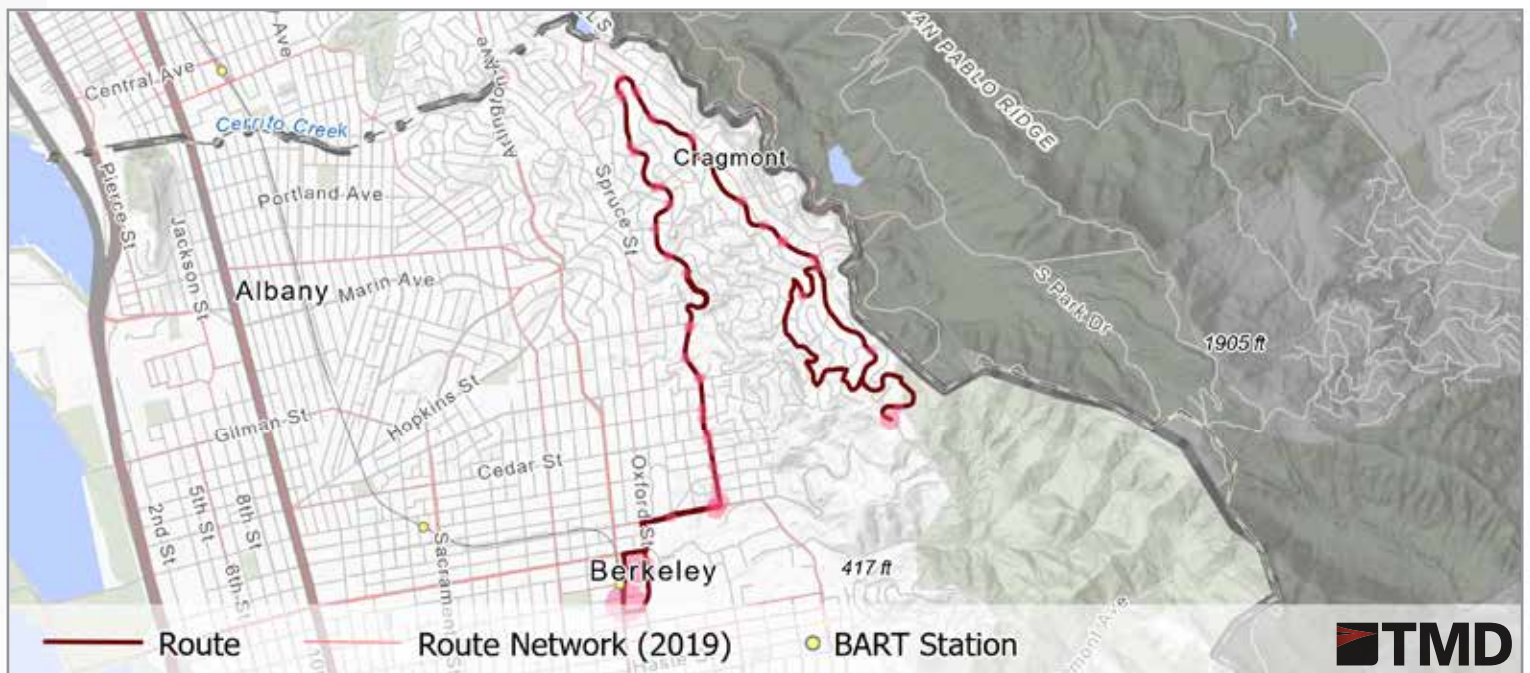 Central Ave
Ave
Arlington Ave
SAN PABLO RIDGE
Cerrito Creek
Cragmont
Pierce St
Portland Ave
Spruce St
Jackson St
Albany
Marin Ave
S Park Dr
1905 ft
Hopkins St
Gilman St
Cedar St
Oxford St
2nd St
5th St
8th St
6th St
Sacrament
Berkeley
417 ft
Route
Route Network (2019)
BART Station
TMD